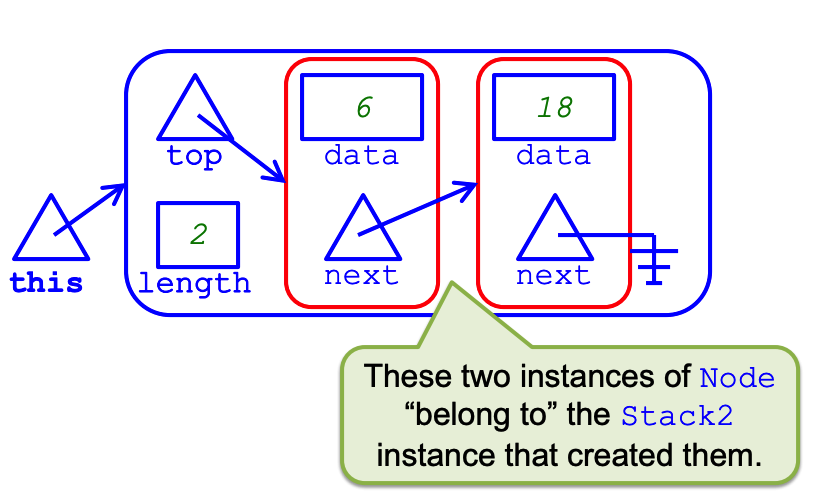 6
18
top
data
data
2
this
length
next
next
These two instances of Node
“belong to” the Stack2
instance that created them.